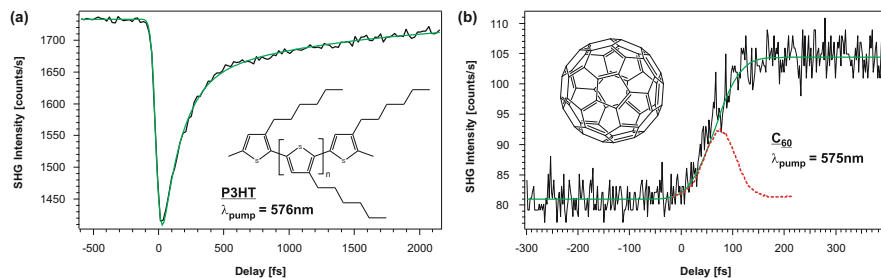 (a)
SHG Intensity [counts/s]
1700
1650
1600
1550
1500
1450
S
S
S
n
P3HT
λpump = 576nm
-500
0
500
1000
1500
2000
Delay [fs]
(b)
SHG Intensity [counts/s]
110
105
100
95
90
85
80
C60
λpump = 575nm
-300
-200
-100
0
100
200
300
Delay [fs]